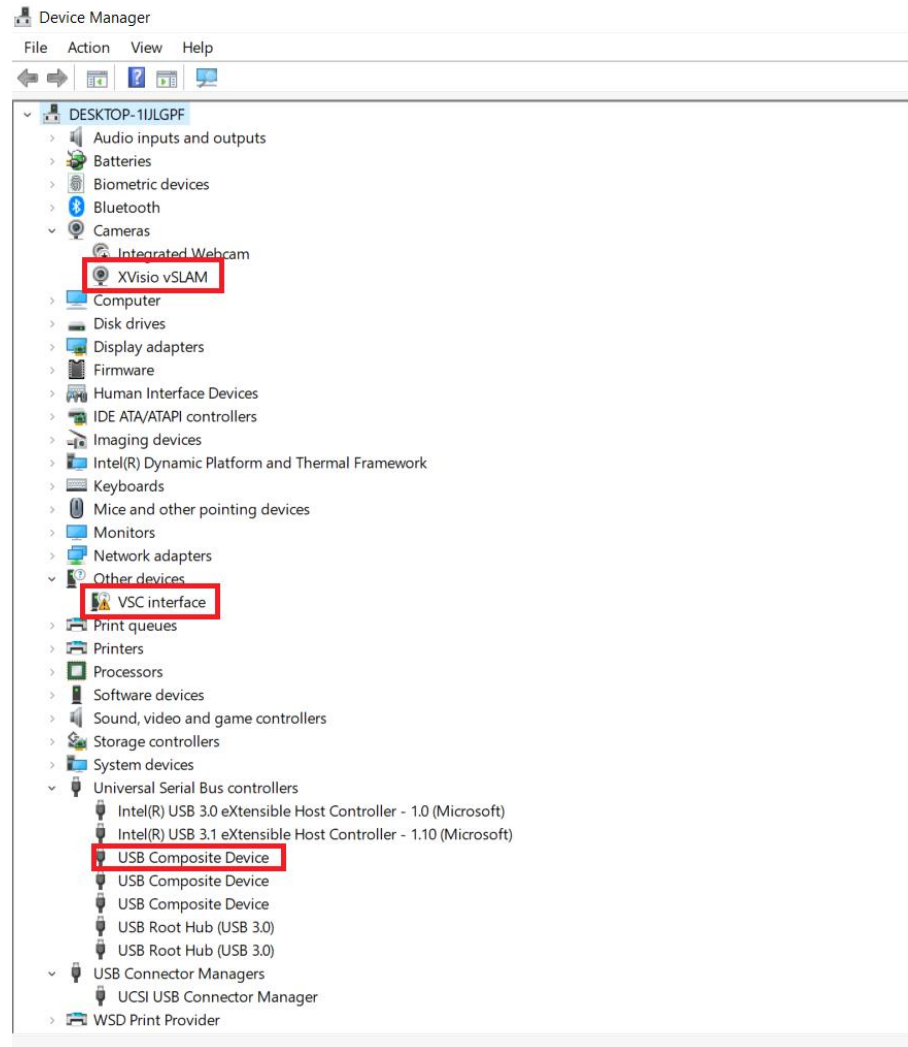 Device Manager
File Action View Help
DESKTOP-1IJLGPF
Audio inputs and outputs
Batteries
Biometric devices
Bluetooth
Cameras
Integrated Webcam
XVisio vSLAM
Computer
Disk drives
Display adapters
Firmware
Human Interface Devices
IDE ATA/ATAPI controllers
Imaging devices
Intel(R) Dynamic Platform and Thermal Framework
Keyboards
Mice and other pointing devices
Monitors
Network adapters
Other devices
VSC interface
Print queues
Printers
Processors
Software devices
Sound, video and game controllers
Storage controllers
System devices
Universal Serial Bus controllers
Intel(R) USB 3.0 eXtensible Host Controller - 1.0 (Microsoft)
Intel(R) USB 3.1 eXtensible Host Controller - 1.10 (Microsoft)
USB Composite Device
USB Composite Device
USB Composite Device
USB Root Hub (USB 3.0)
USB Root Hub (USB 3.0)
USB Connector Managers
UCSI USB Connector Manager
WSD Print Provider